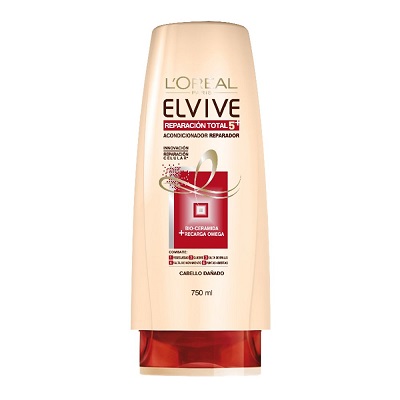 L'ORÉAL
PARIS
ELVIVE
REPARACIÓN TOTAL 5+
ACONDICIONADOR REPARADOR
INNOVACIÓN
REPARACIÓN
CELULAR*
BIO-CERAMIDA
+RECARGA OMEGA
COMBATE:
CABELLO DAÑADO
750 ml